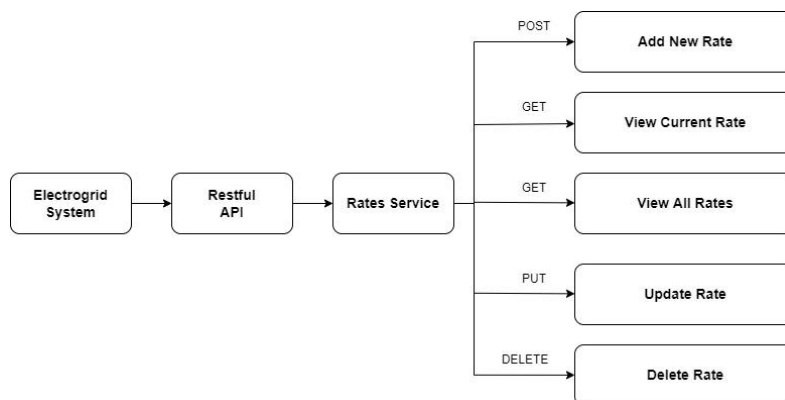 POST
Add New Rate
GET
View Current Rate
Electrogrid
System
Restful
API
Rates Service
GET
View All Rates
PUT
Update Rate
DELETE
Delete Rate